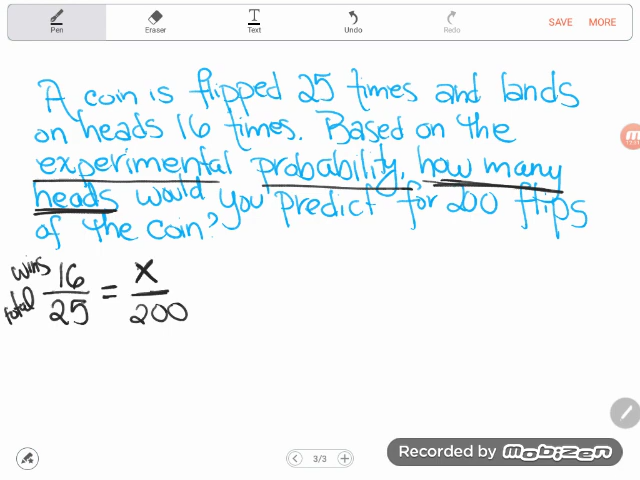 Pen
Eraser
Text
Undo
Redo
SAVE
MORE
A coin is flipped 25 times and lands
on heads 16 times. Based on the
experimental probability, how many
heads would you predict for 200 flips
of the coin?
wins 16 = x
total 25 200
3/3
Recorded by
mobizen